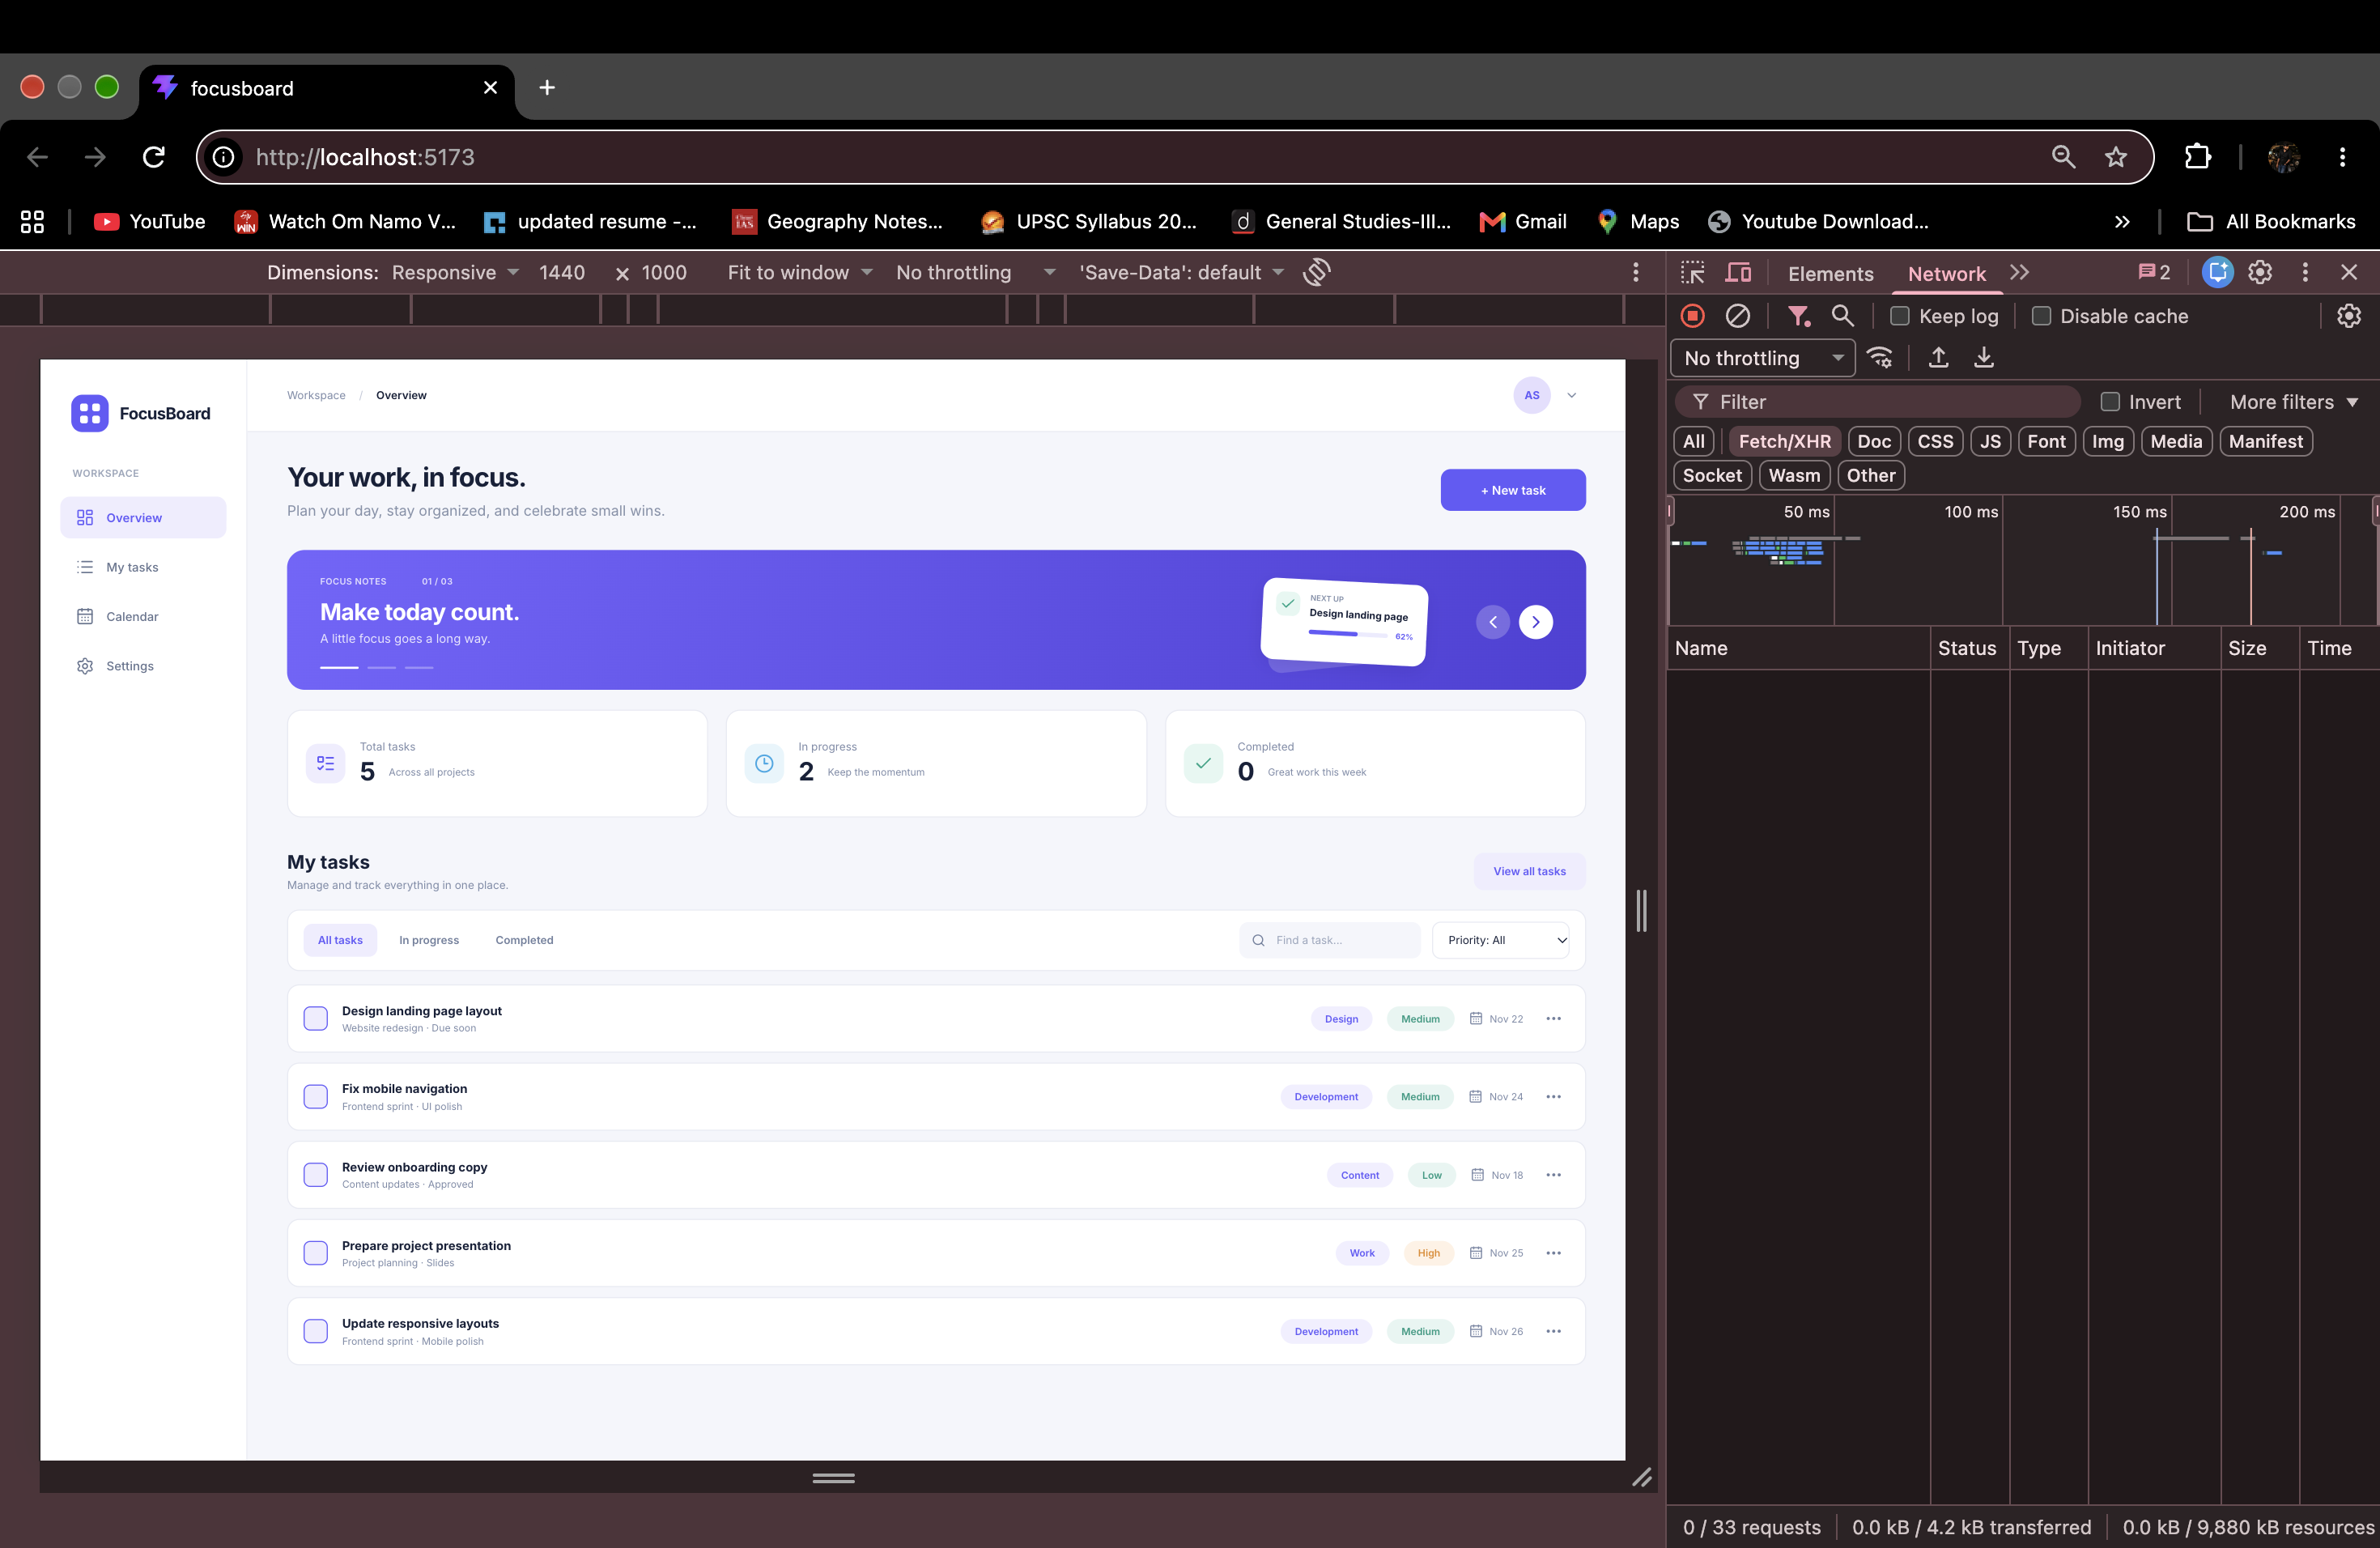 focusboard
http://localhost:5173
YouTube
Watch Om Namo V...
updated resume -...
Geography Notes...
UPSC Syllabus 20...
General Studies-III...
Gmail
Maps
Youtube Download...
All Bookmarks
Dimensions: Responsive 1440 × 1000 Fit to window No throttling 'Save-Data': default
Elements Network 2
Keep log Disable cache
No throttling
Filter Invert More filters
All Fetch/XHR Doc CSS JS Font Img Media Manifest
Socket Wasm Other
50 ms 100 ms 150 ms 200 ms
Name Status Type Initiator Size Time
0 / 33 requests 0.0 kB / 4.2 kB transferred 0.0 kB / 9,880 kB resources
FocusBoard
WORKSPACE
Overview
My tasks
Calendar
Settings
Workspace / Overview
AS
Your work, in focus.
Plan your day, stay organized, and celebrate small wins.
+ New task
FOCUS NOTES 01 / 03
Make today count.
A little focus goes a long way.
NEXT UP
Design landing page
62%
Total tasks
5 Across all projects
In progress
2 Keep the momentum
Completed
0 Great work this week
My tasks
Manage and track everything in one place.
View all tasks
All tasks In progress Completed
Find a task...
Priority: All
Design landing page layout
Website redesign · Due soon
Design Medium Nov 22
Fix mobile navigation
Frontend sprint · UI polish
Development Medium Nov 24
Review onboarding copy
Content updates · Approved
Content Low Nov 18
Prepare project presentation
Project planning · Slides
Work High Nov 25
Update responsive layouts
Frontend sprint · Mobile polish
Development Medium Nov 26